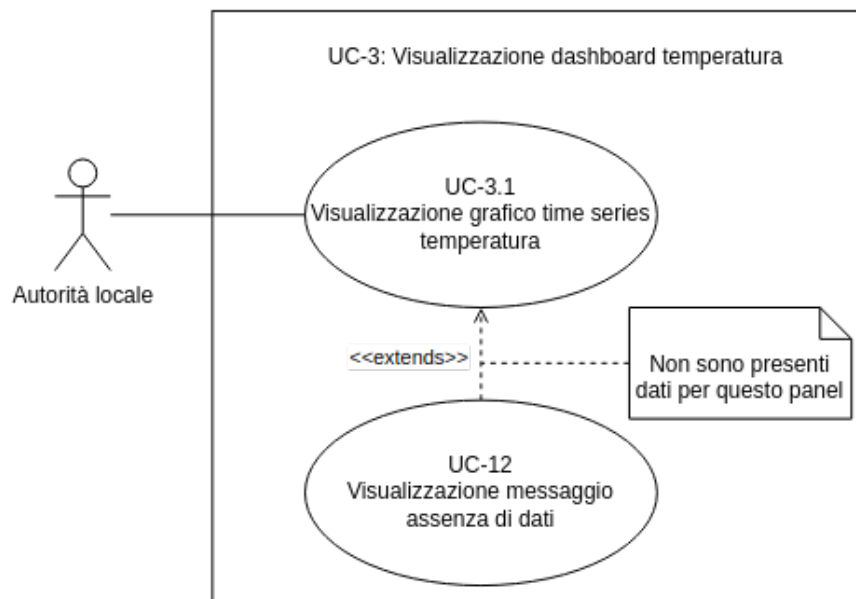 UC-3: Visualizzazione dashboard temperatura
UC-3.1
Visualizzazione grafico time series
temperatura
Autorità locale
<<extends>>
Non sono presenti
dati per questo panel
UC-12
Visualizzazione messaggio
assenza di dati